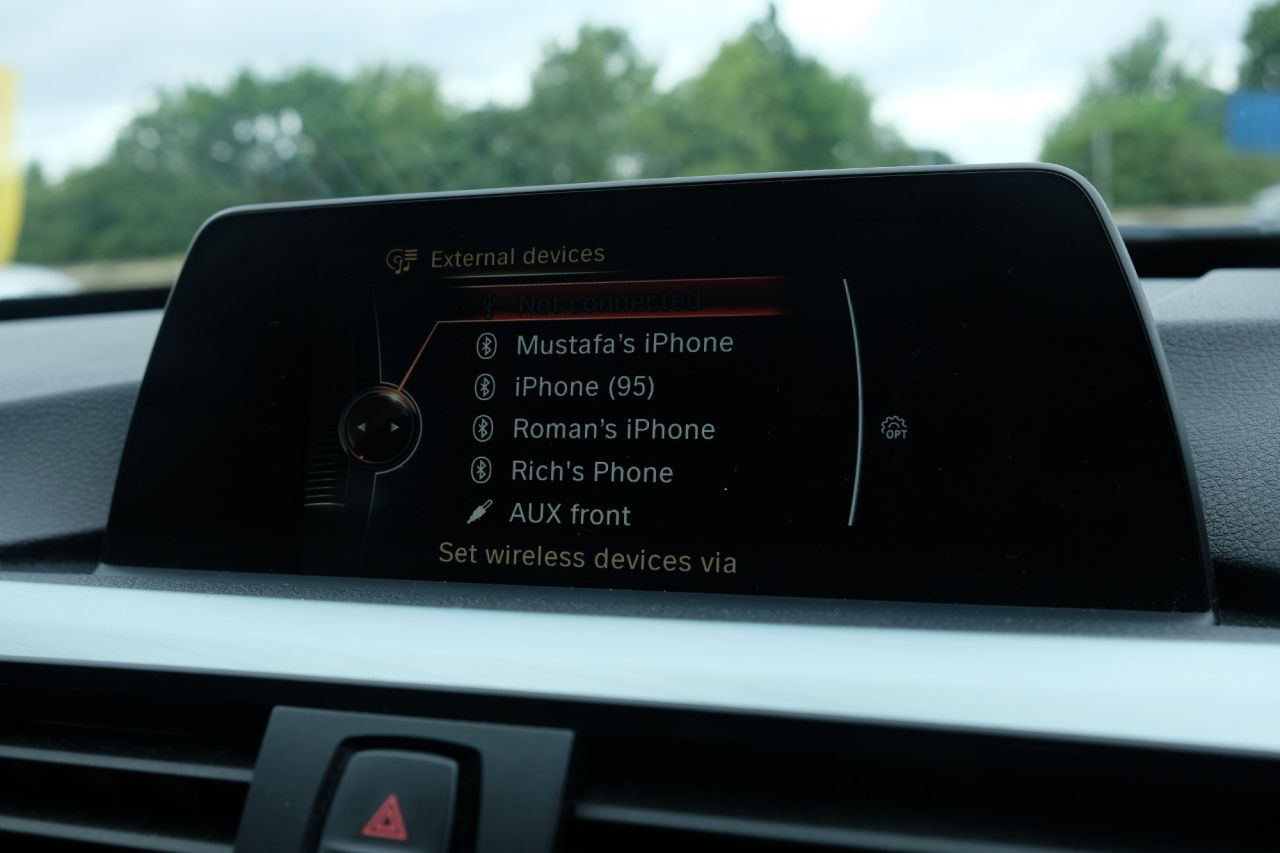 External devices
Not connected
Mustafa's iPhone
iPhone (95)
Roman's iPhone
Rich's Phone
AUX front
OPT
Set wireless devices via